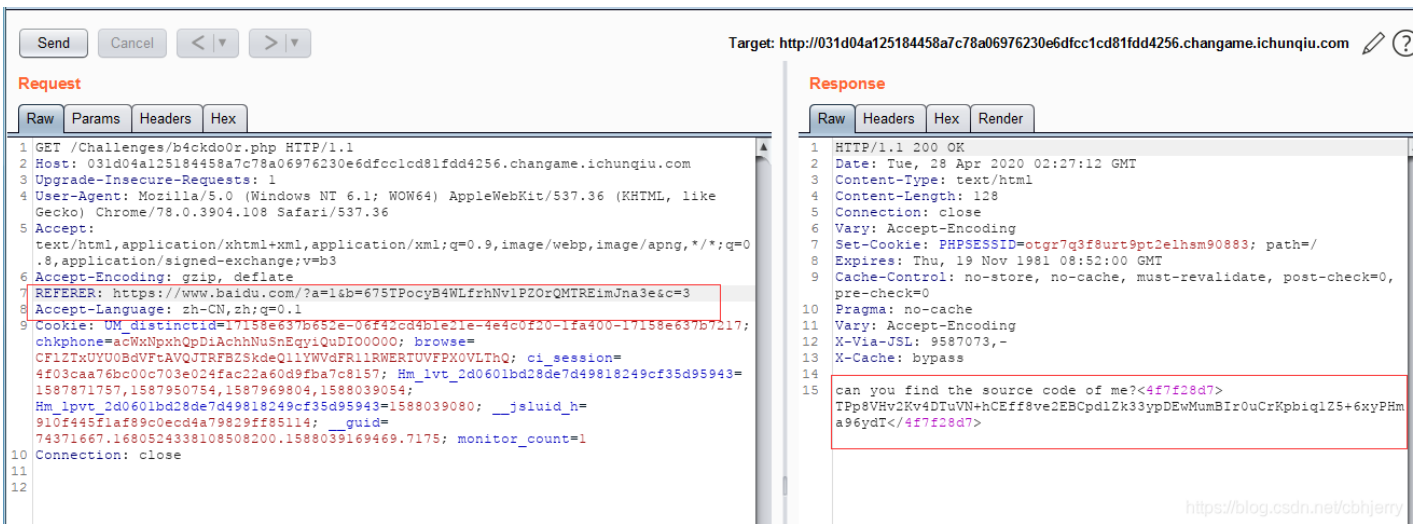 Send Cancel < > Target: http://031d04a125184458a7c78a06976230e6dfcc1cd81fdd4256.changame.ichunqiu.com ?
Request
Raw Params Headers Hex
1 GET /Challenges/b4ckdo0r.php HTTP/1.1
2 Host: 031d04a125184458a7c78a06976230e6dfcc1cd81fdd4256.changame.ichunqiu.com
3 Upgrade-Insecure-Requests: 1
4 User-Agent: Mozilla/5.0 (Windows NT 6.1; WOW64) AppleWebKit/537.36 (KHTML, like
Gecko) Chrome/78.0.3904.108 Safari/537.36
5 Accept:
text/html,application/xhtml+xml,application/xml;q=0.9,image/webp,image/apng,*/*;q=0
.8,application/signed-exchange;v=b3
6 Accept-Encoding: gzip, deflate
7 REFERER: https://www.baidu.com/?a=1&b=675TPocyB4WLfrhNv1PZOrQMTREimJna3e&c=3
8 Accept-Language: zh-CN,zh;q=0.1
9 Cookie: UM_distinctid=17158e637b652e-06f42cd4b1e21e-4e4c0f20-1fa400-17158e637b7217;
chkphone=acWxNpxhQpDiAchhNuSnEqyiQuDIO0O0O; browse=
CFlZTxUYU0BdVFtAVQJTRFBZSkdeQ1lYWVdFR1lRWERTUVFPX0VLThQ; ci_session=
4f03caa76bc00c703e024fac22a60d9fba7c8157; Hm_lvt_2d0601bd28de7d49818249cf35d95943=
1587871757,1587950754,1587969804,1588039054;
Hm_lpvt_2d0601bd28de7d49818249cf35d95943=1588039080; __jsluid_h=
910f445f1af89c0ecd4a79829ff85114; __guid=
74371667.1680524338108508200.1588039169469.7175; monitor_count=1
10 Connection: close
11
12
Response
Raw Headers Hex Render
1 HTTP/1.1 200 OK
2 Date: Tue, 28 Apr 2020 02:27:12 GMT
3 Content-Type: text/html
4 Content-Length: 128
5 Connection: close
6 Vary: Accept-Encoding
7 Set-Cookie: PHPSESSID=otgr7q3f8urt9pt2elhsm90883; path=/
8 Expires: Thu, 19 Nov 1981 08:52:00 GMT
9 Cache-Control: no-store, no-cache, must-revalidate, post-check=0,
pre-check=0
10 Pragma: no-cache
11 Vary: Accept-Encoding
12 X-Via-JSL: 9587073,-
13 X-Cache: bypass
14
15 can you find the source code of me?<4f7f28d7>
TPp8VHv2Kv4DTuVN+hCEff8ve2EBCpdlZk33ypDEwMumBIr0uCrKpbiq1Z5+6xyPHm
a96ydT</4f7f28d7>
https://blog.csdn.net/cbhjerry